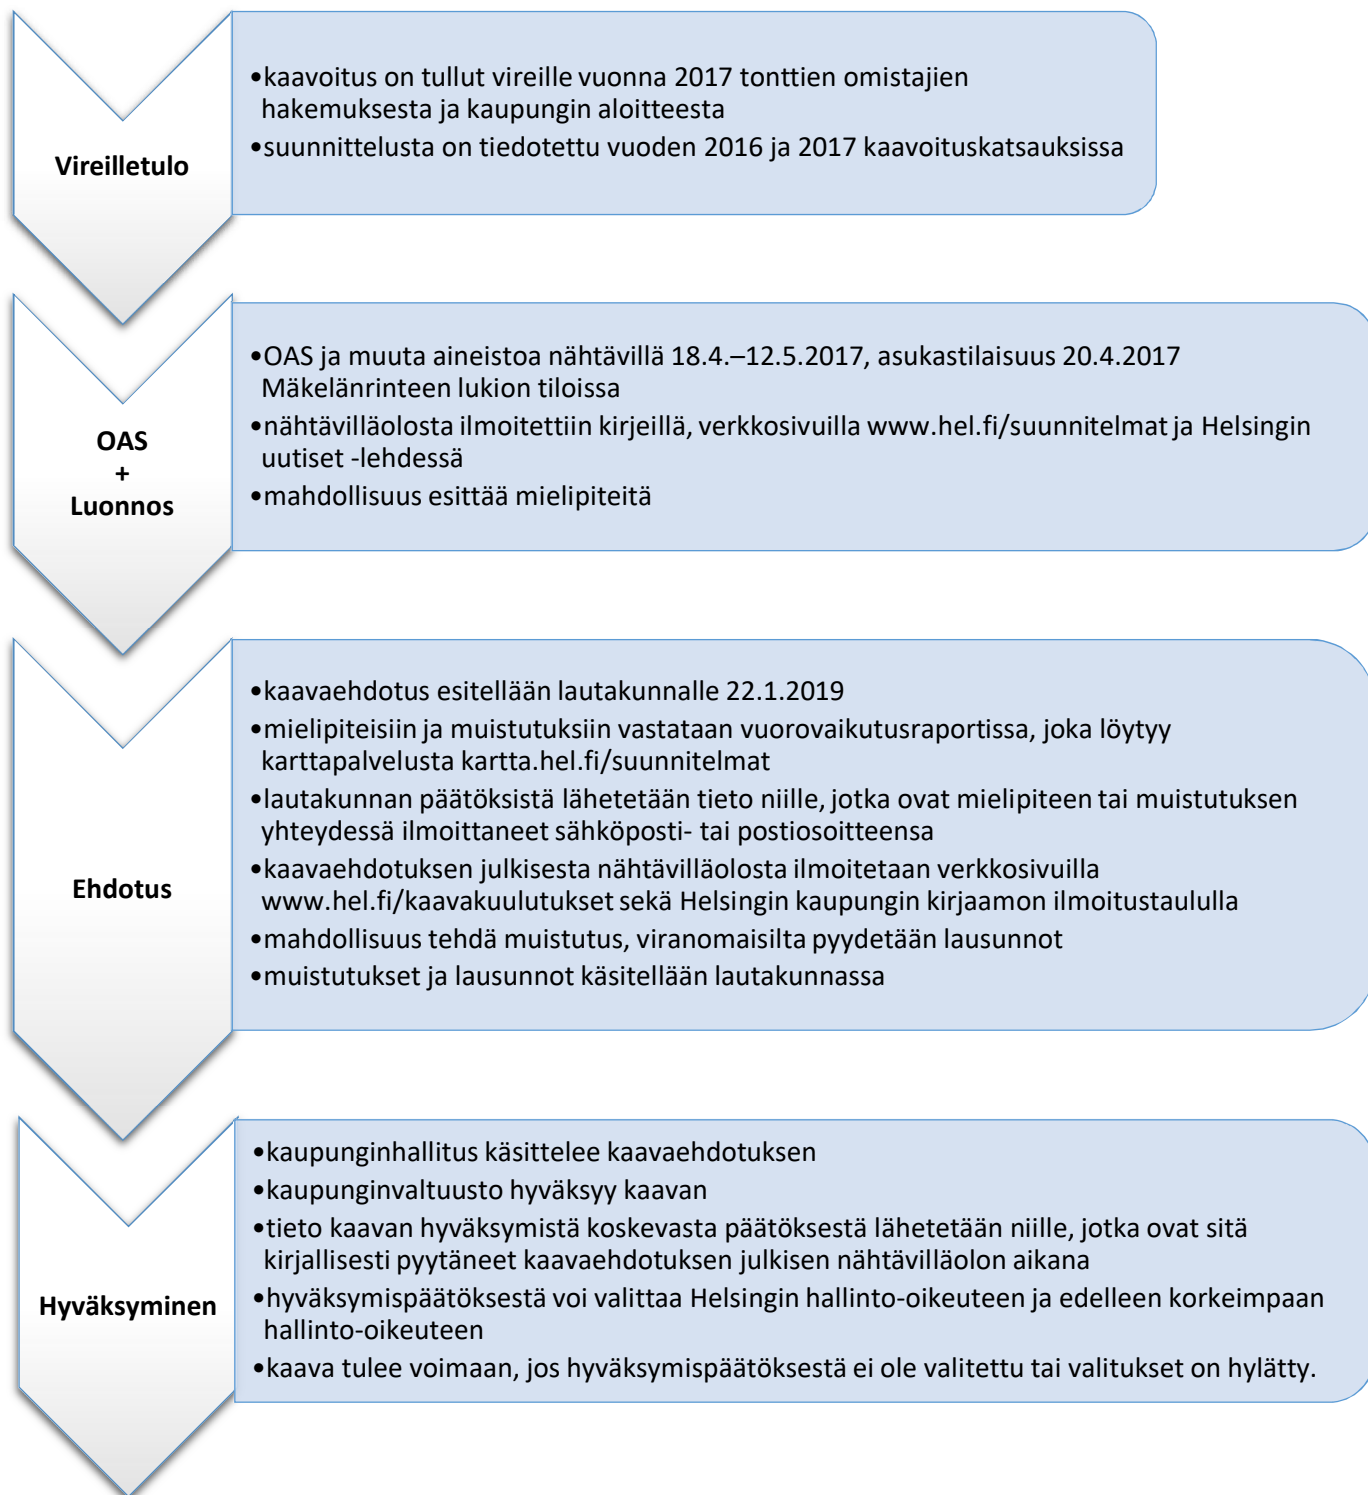 Vireilletulo
•kaavoitus on tullut vireille vuonna 2017 tonttien omistajien
hakemuksesta ja kaupungin aloitteesta
•suunnittelusta on tiedotettu vuoden 2016 ja 2017 kaavoituskatsauksissa
OAS
+
Luonnos
•OAS ja muuta aineistoa nähtävillä 18.4.–12.5.2017, asukastilaisuus 20.4.2017
Mäkelänrinteen lukion tiloissa
•nähtävilläolosta ilmoitettiin kirjeillä, verkkosivuilla www.hel.fi/suunnitelmat ja Helsingin
uutiset -lehdessä
•mahdollisuus esittää mielipiteitä
Ehdotus
•kaavaehdotus esitellään lautakunnalle 22.1.2019
•mielipiteisiin ja muistutuksiin vastataan vuorovaikutusraportissa, joka löytyy
karttapalvelusta kartta.hel.fi/suunnitelmat
•lautakunnan päätöksistä lähetetään tieto niille, jotka ovat mielipiteen tai muistutuksen
yhteydessä ilmoittaneet sähköposti- tai postiosoitteensa
•kaavaehdotuksen julkisesta nähtävilläolosta ilmoitetaan verkkosivuilla
www.hel.fi/kaavakuulutukset sekä Helsingin kaupungin kirjaamon ilmoitustaululla
•mahdollisuus tehdä muistutus, viranomaisilta pyydetään lausunnot
•muistutukset ja lausunnot käsitellään lautakunnassa
Hyväksyminen
•kaupunginhallitus käsittelee kaavaehdotuksen
•kaupunginvaltuusto hyväksyy kaavan
•tieto kaavan hyväksymistä koskevasta päätöksestä lähetetään niille, jotka ovat sitä
kirjallisesti pyytäneet kaavaehdotuksen julkisen nähtävilläolon aikana
•hyväksymispäätöksestä voi valittaa Helsingin hallinto-oikeuteen ja edelleen korkeimpaan
hallinto-oikeuteen
•kaava tulee voimaan, jos hyväksymispäätöksestä ei ole valitettu tai valitukset on hylätty.